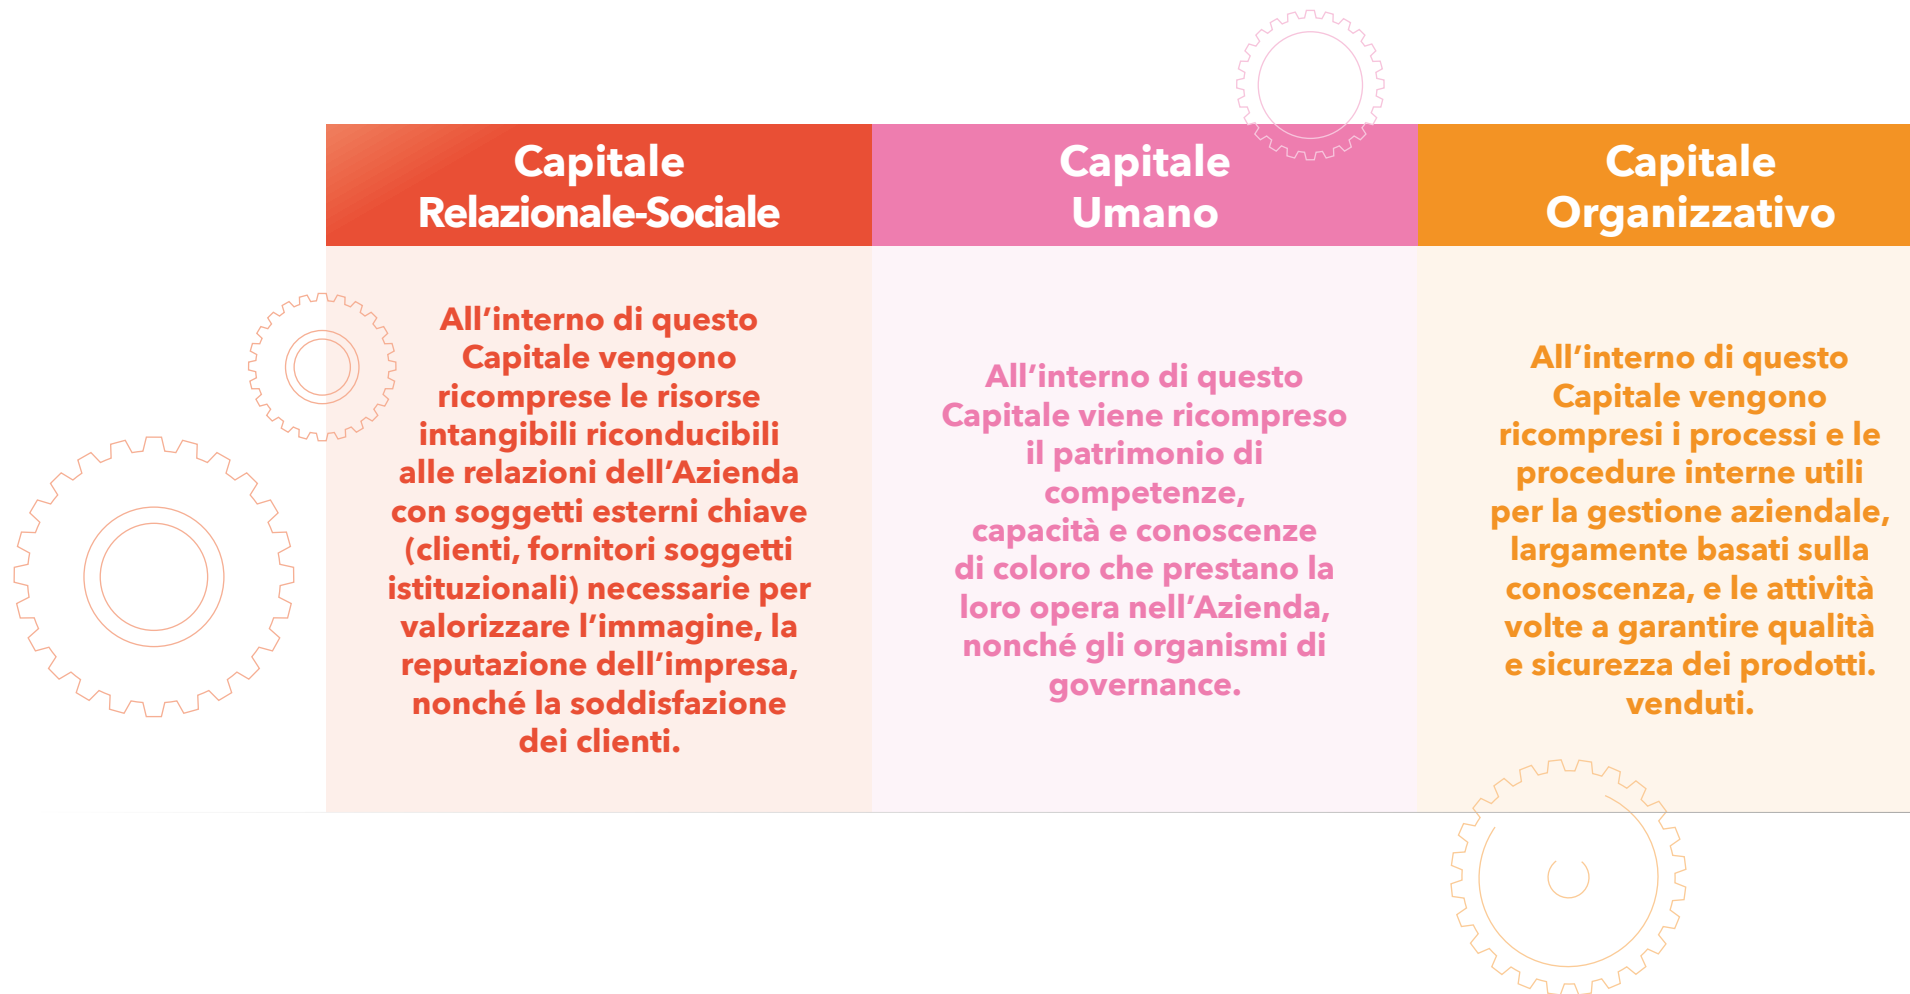 Capitale
Relazionale-Sociale
All'interno di questo
Capitale vengono
ricomprese le risorse
intangibili riconducibili
alle relazioni dell'Azienda
con soggetti esterni chiave
(clienti, fornitori soggetti
istituzionali) necessarie per
valorizzare l'immagine, la
reputazione dell'impresa,
nonché la soddisfazione
dei clienti.
Capitale
Umano
All'interno di questo
Capitale viene ricompreso
il patrimonio di
competenze,
capacità e conoscenze
di coloro che prestano la
loro opera nell'Azienda,
nonché gli organismi di
governance.
Capitale
Organizzativo
All'interno di questo
Capitale vengono
ricompresi i processi e le
procedure interne utili
per la gestione aziendale,
largamente basati sulla
conoscenza, e le attività
volte a garantire qualità
e sicurezza dei prodotti.
venduti.